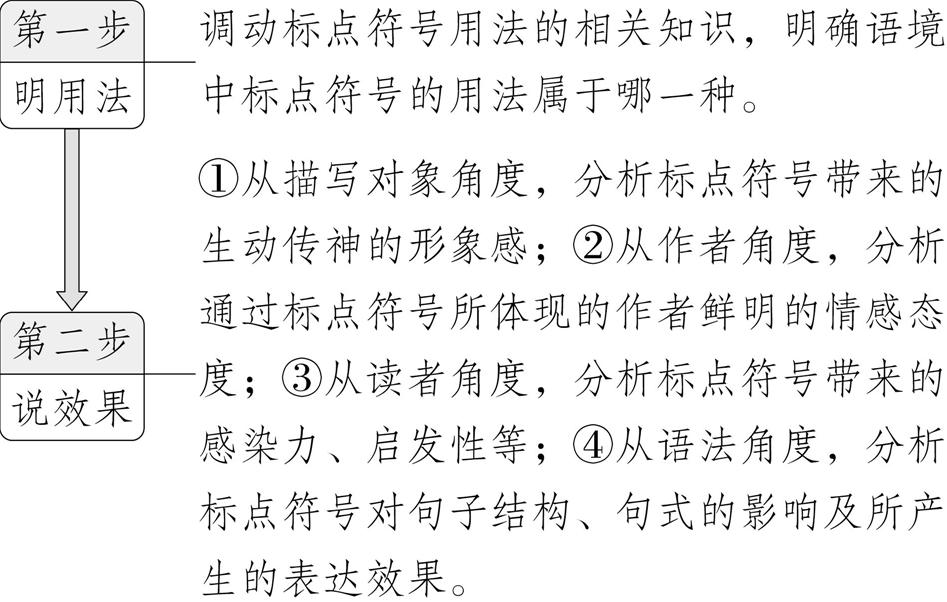 第一步
明用法
调动标点符号用法的相关知识，明确语境
中标点符号的用法属于哪一种。
第二步
说效果
①从描写对象角度，分析标点符号带来的
生动传神的形象感；②从作者角度，分析
通过标点符号所体现的作者鲜明的情感态
度；③从读者角度，分析标点符号带来的
感染力、启发性等；④从语法角度，分析
标点符号对句子结构、句式的影响及所产
生的表达效果。